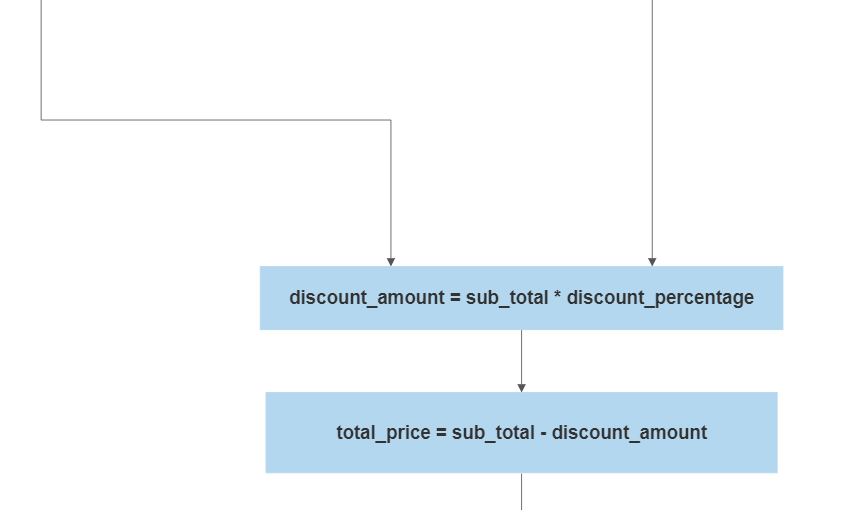 discount_amount = sub_total * discount_percentage
total_price = sub_total - discount_amount